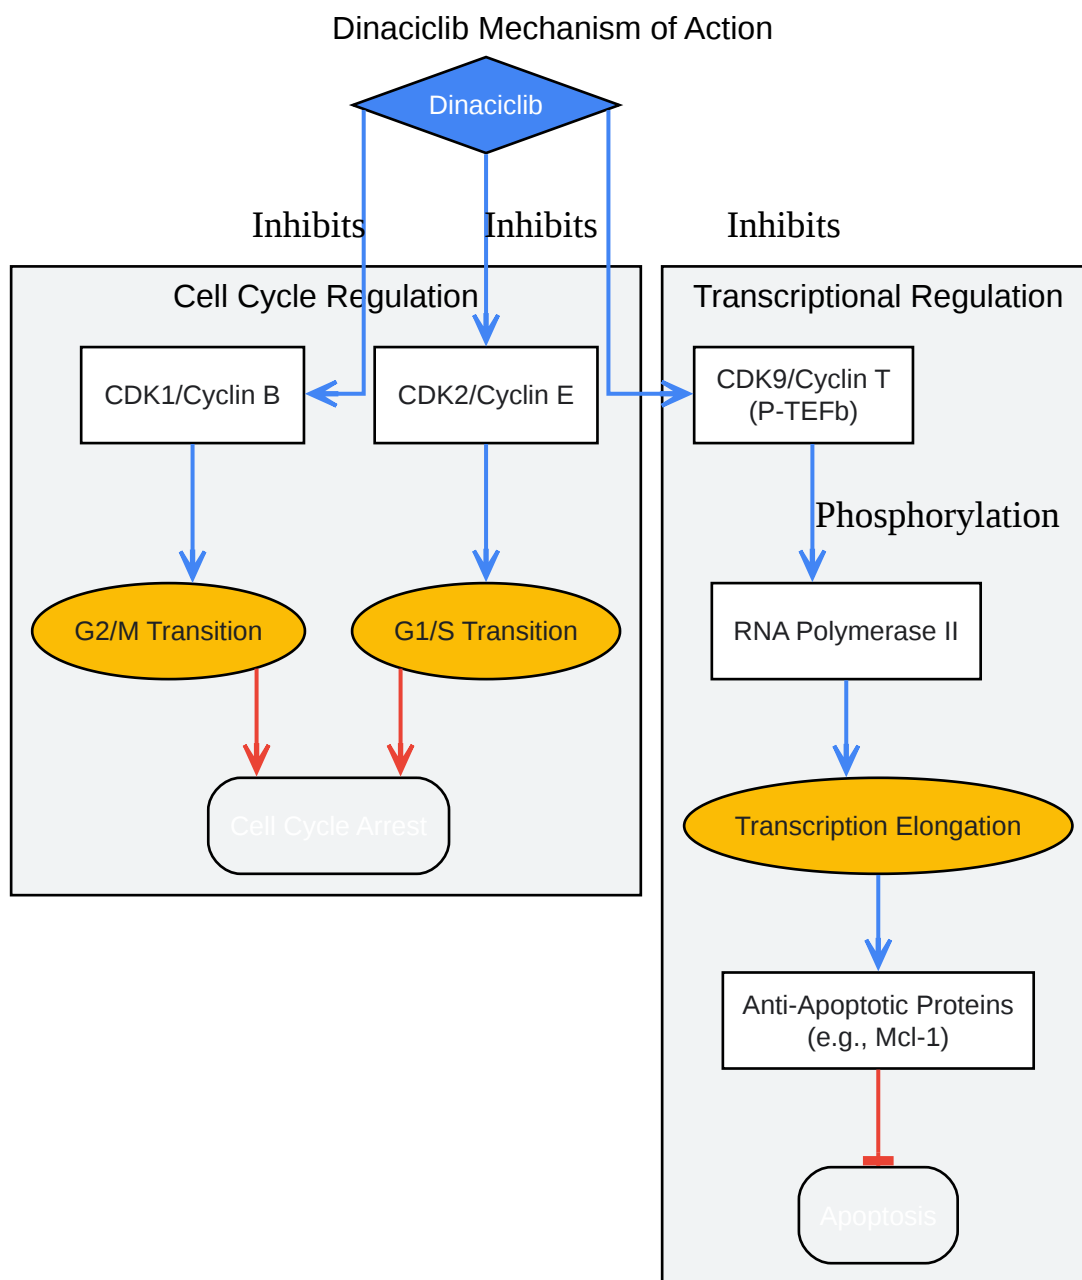 Dinaciclib Mechanism of Action
Dinaciclib
Inhibits
Inhibits
Inhibits
Cell Cycle Regulation
CDK1/Cyclin B
CDK2/Cyclin E
G2/M Transition
G1/S Transition
Cell Cycle Arrest
Transcriptional Regulation
CDK9/Cyclin T
(P-TEFb)
Phosphorylation
RNA Polymerase II
Transcription Elongation
Anti-Apoptotic Proteins
(e.g., Mcl-1)
Apoptosis